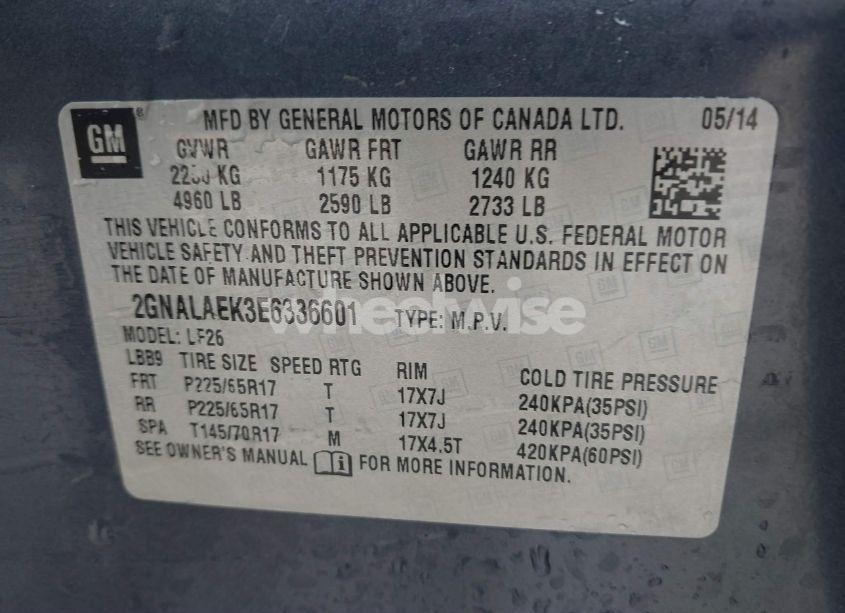 GM ® MFD BY GENERAL MOTORS OF CANADA LTD. 05/14
GVWR GAWR FRT GAWR RR
KG 1175 KG 1240 KG
4960 LB 2590 LB 2733 LB
THIS VEHICLE CONFORMS TO ALL APPLICABLE U.S. FEDERAL MOTOR
VEHICLE SAFETY AND THEFT PREVENTION STANDARDS IN EFFECT ON
THE DATE OF MANUFACTURE SHOWN ABOVE.
2GNALAEK3E6336601 TYPE: M.P.V.
wheelwise
MODEL: LF26
LBB9 TIRE SIZE SPEED RTG RIM COLD TIRE PRESSURE
FRT P225/65R17 T 17X7J 240KPA(35PSI)
RR P225/65R17 T 17X7J 240KPA(35PSI)
SPA T145/70R17 M 17X4.5T 420KPA(60PSI)
SEE OWNER'S MANUAL i FOR MORE INFORMATION.